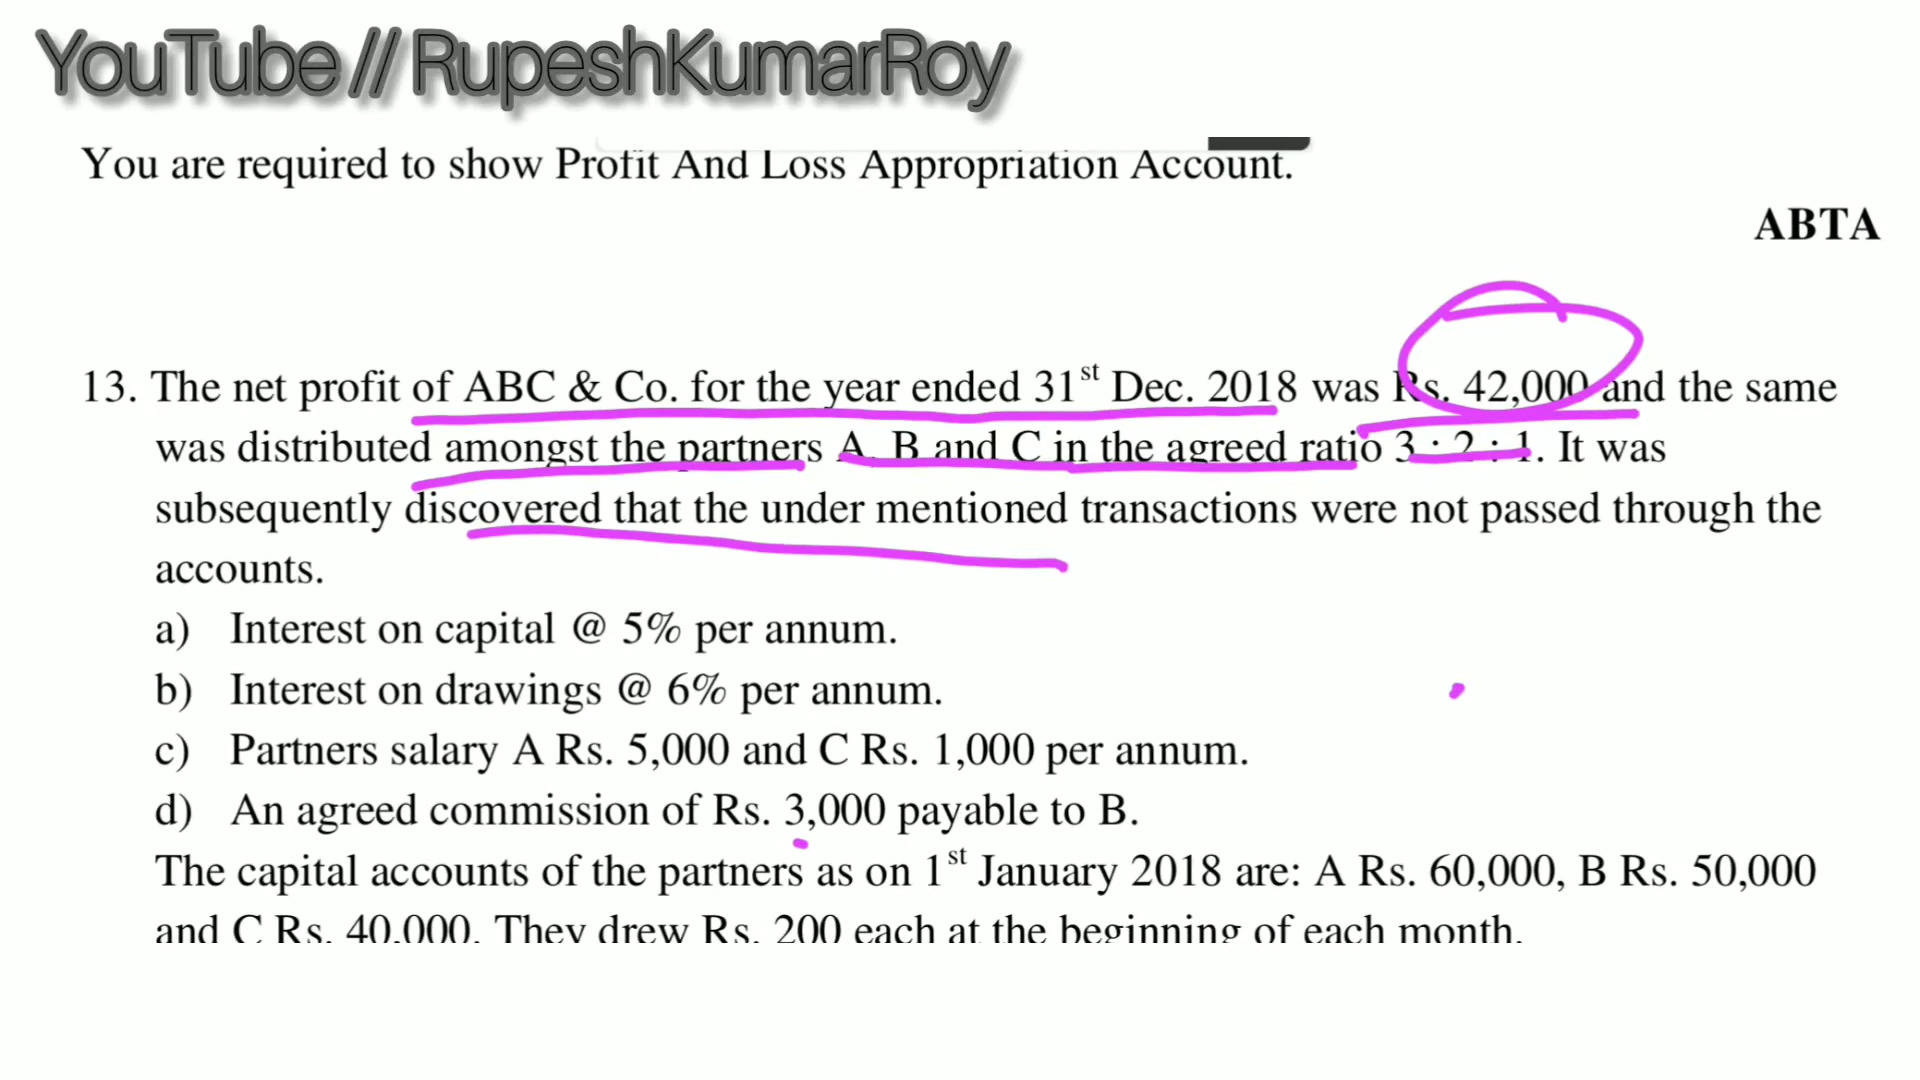 YouTube // RupeshKumarRoy
You are required to show Profit And Loss Appropriation Account.
ABTA
13. The net profit of ABC & Co. for the year ended 31st Dec. 2018 was Rs. 42,000 and the same
was distributed amongst the partners A, B and C in the agreed ratio 3 : 2 : 1. It was
subsequently discovered that the under mentioned transactions were not passed through the
accounts.
a) Interest on capital @ 5% per annum.
b) Interest on drawings @ 6% per annum.
c) Partners salary A Rs. 5,000 and C Rs. 1,000 per annum.
d) An agreed commission of Rs. 3,000 payable to B.
The capital accounts of the partners as on 1st January 2018 are: A Rs. 60,000, B Rs. 50,000
and C Rs. 40,000. They drew Rs. 200 each at the beginning of each month.